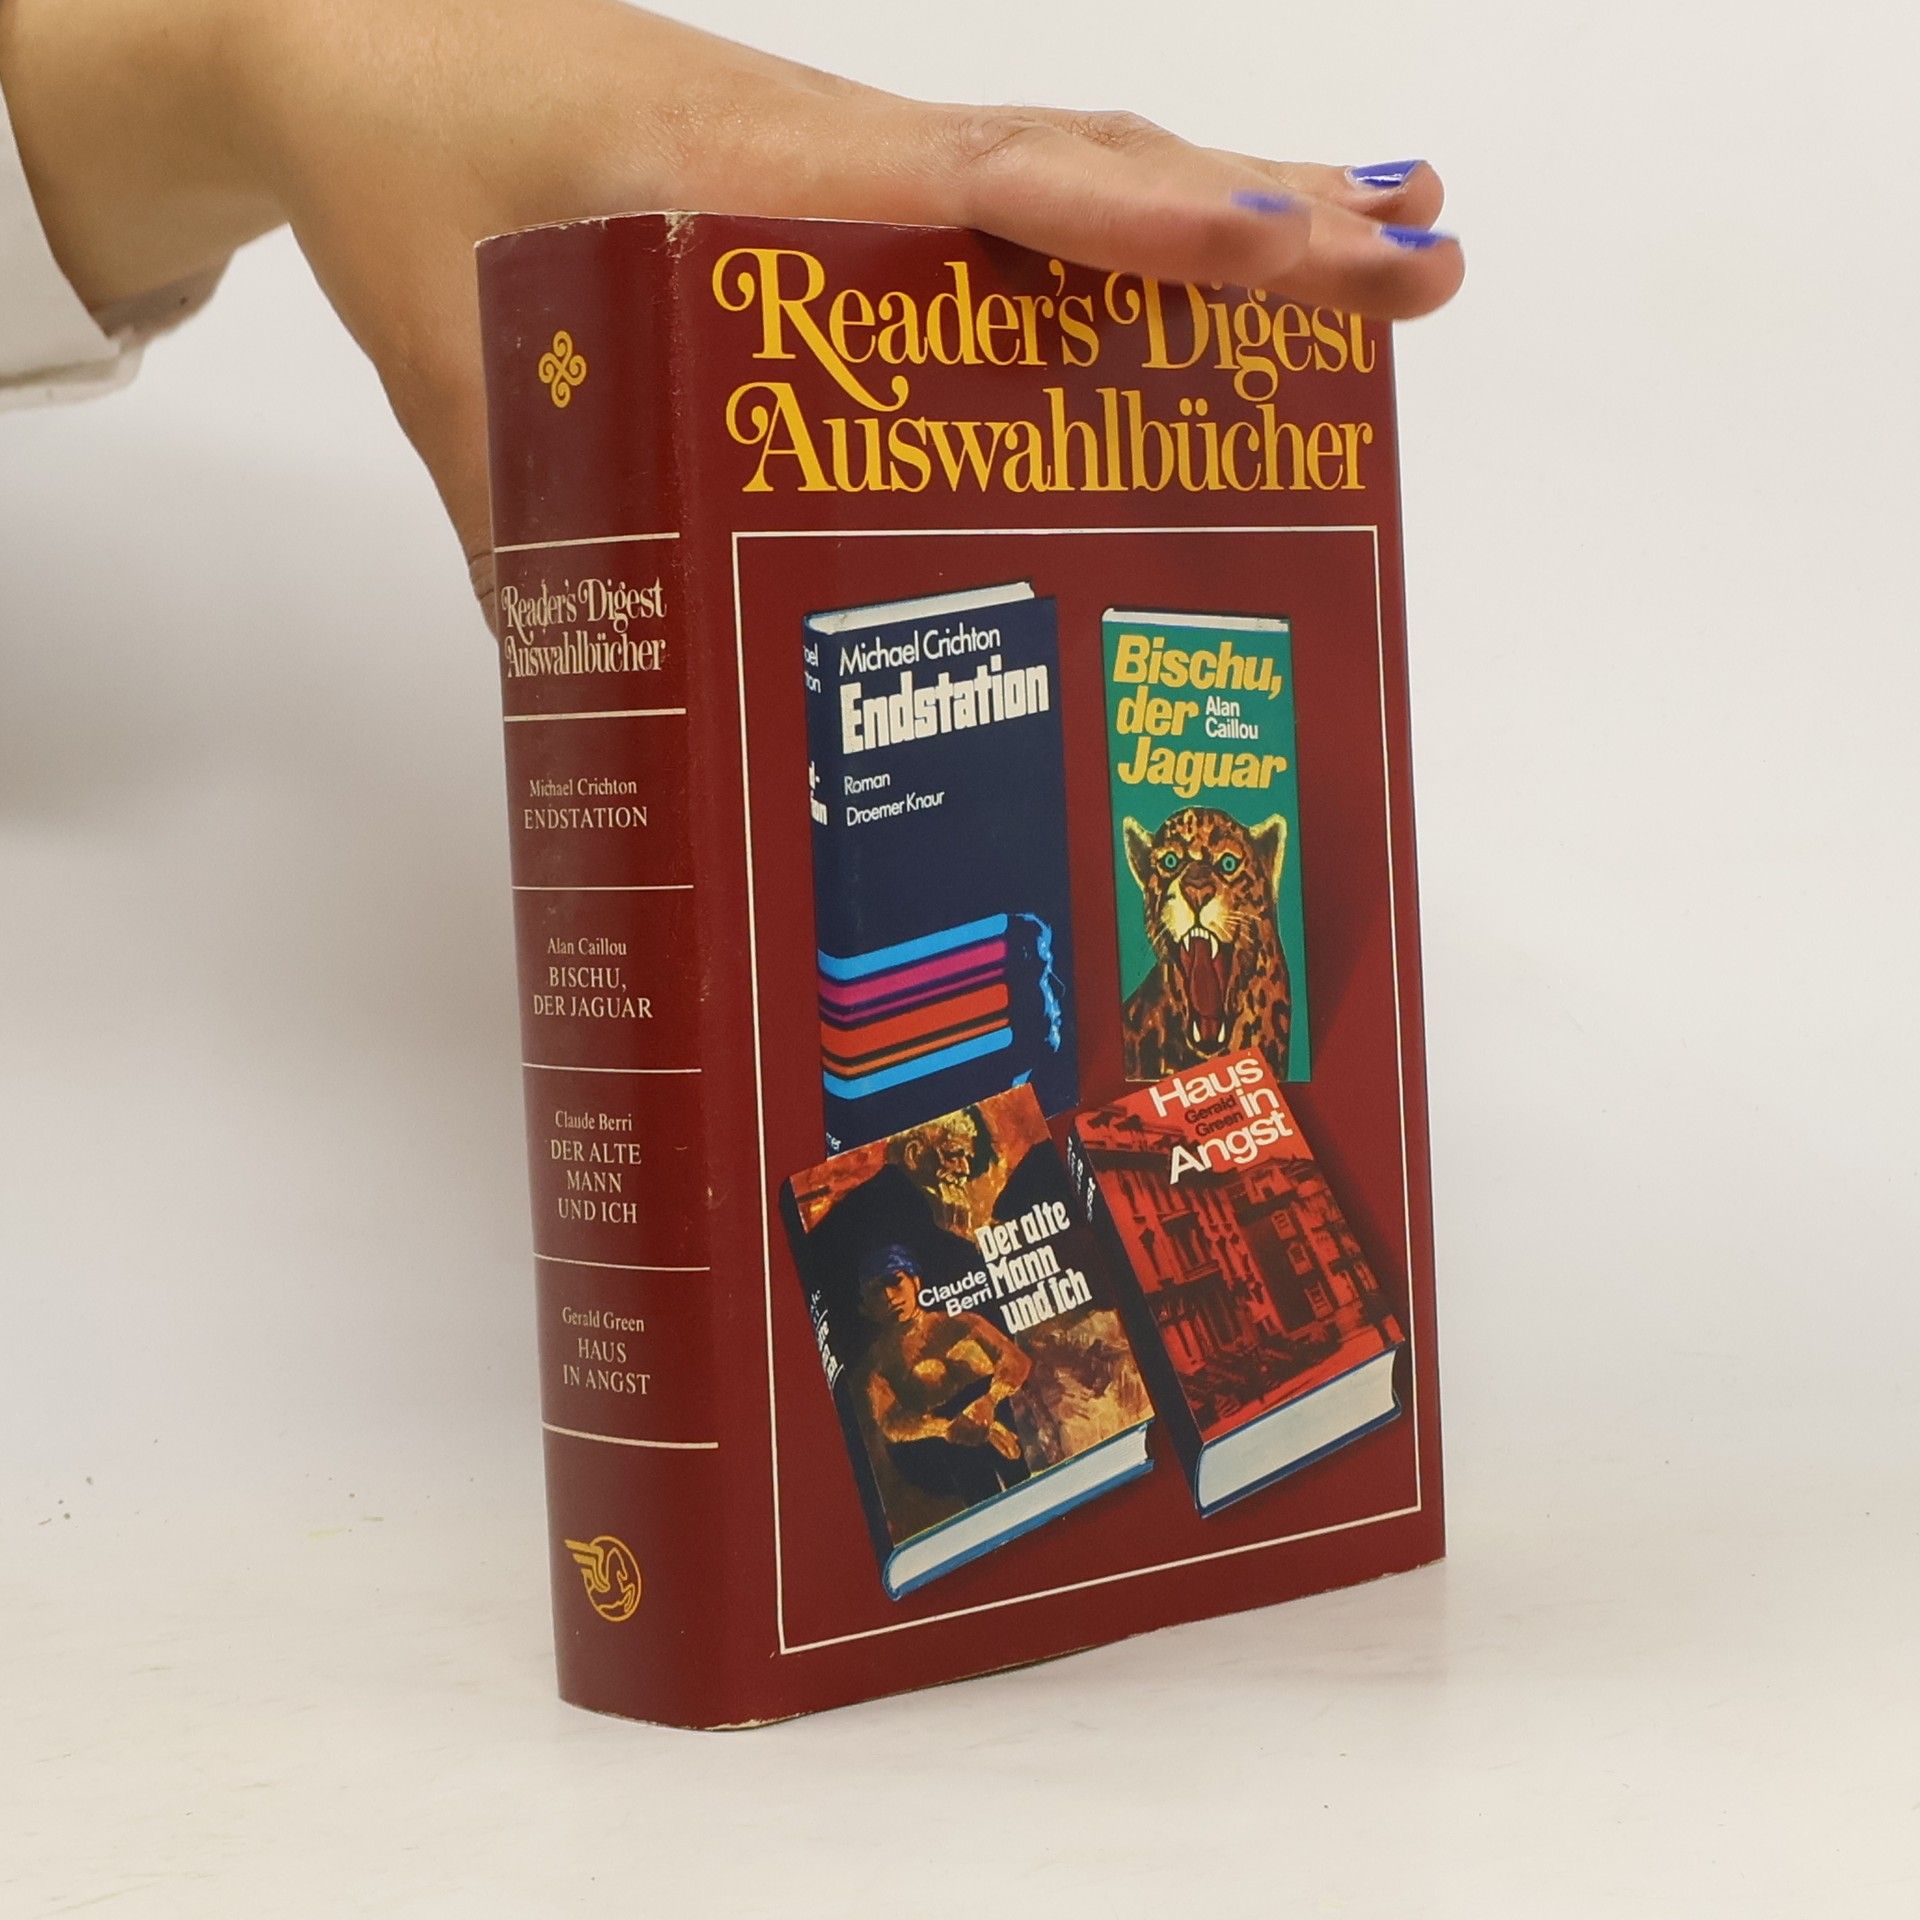 Reader's Digest
Auswahlbücher
Michael Crichton
ENDSTATION
Alan Caillou
BISCHU,
DER JAGUAR
Claude Berri
DER ALTE
MANN
UND ICH
Gerald Green
HAUS
IN ANGST
Reader's Digest
Auswahlbücher
Michael Crichton
Endstation
Roman
Droemer Knaur
Bischu,
der
Alan
Caillou
Jaguar
Der alte
Mann
und ich
Claude
Berri
Haus
in
Gerald
Green
Angst